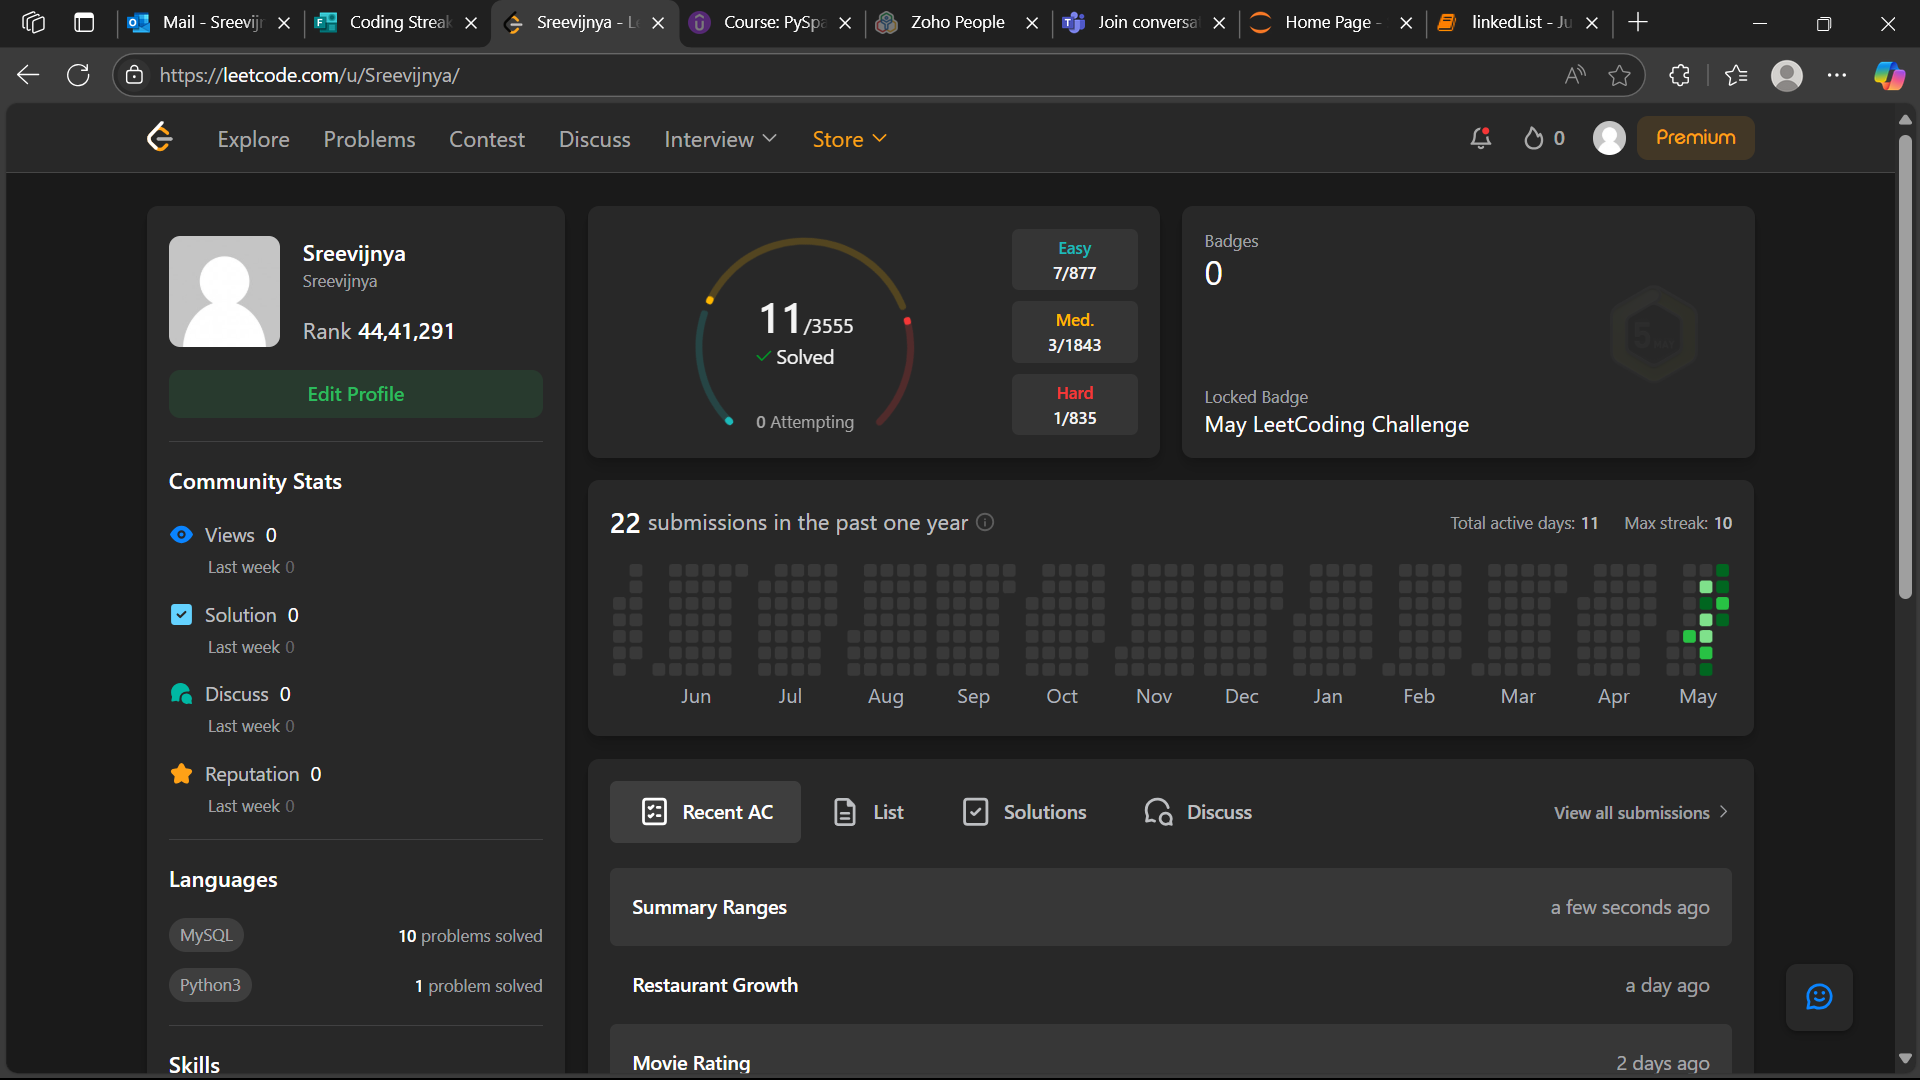 Mail - Sreevijr
Coding Streak
Sreevijnya - Le
Course: PySpa
Zoho People
Join conversat
Home Page -
linkedList - Ju
https://leetcode.com/u/Sreevijnya/
Explore
Problems
Contest
Discuss
Interview
Store
0
Premium
Sreevijnya
Sreevijnya
Rank 44,41,291
Edit Profile
Community Stats
Views 0
Last week 0
Solution 0
Last week 0
Discuss 0
Last week 0
Reputation 0
Last week 0
Languages
MySQL
10 problems solved
Python3
1 problem solved
Skills
11/3555
Solved
0 Attempting
Easy
7/877
Med.
3/1843
Hard
1/835
Badges
0
Locked Badge
May LeetCoding Challenge
22 submissions in the past one year
Total active days: 11
Max streak: 10
Jun
Jul
Aug
Sep
Oct
Nov
Dec
Jan
Feb
Mar
Apr
May
Recent AC
List
Solutions
Discuss
View all submissions
Summary Ranges
a few seconds ago
Restaurant Growth
a day ago
Movie Rating
2 days ago